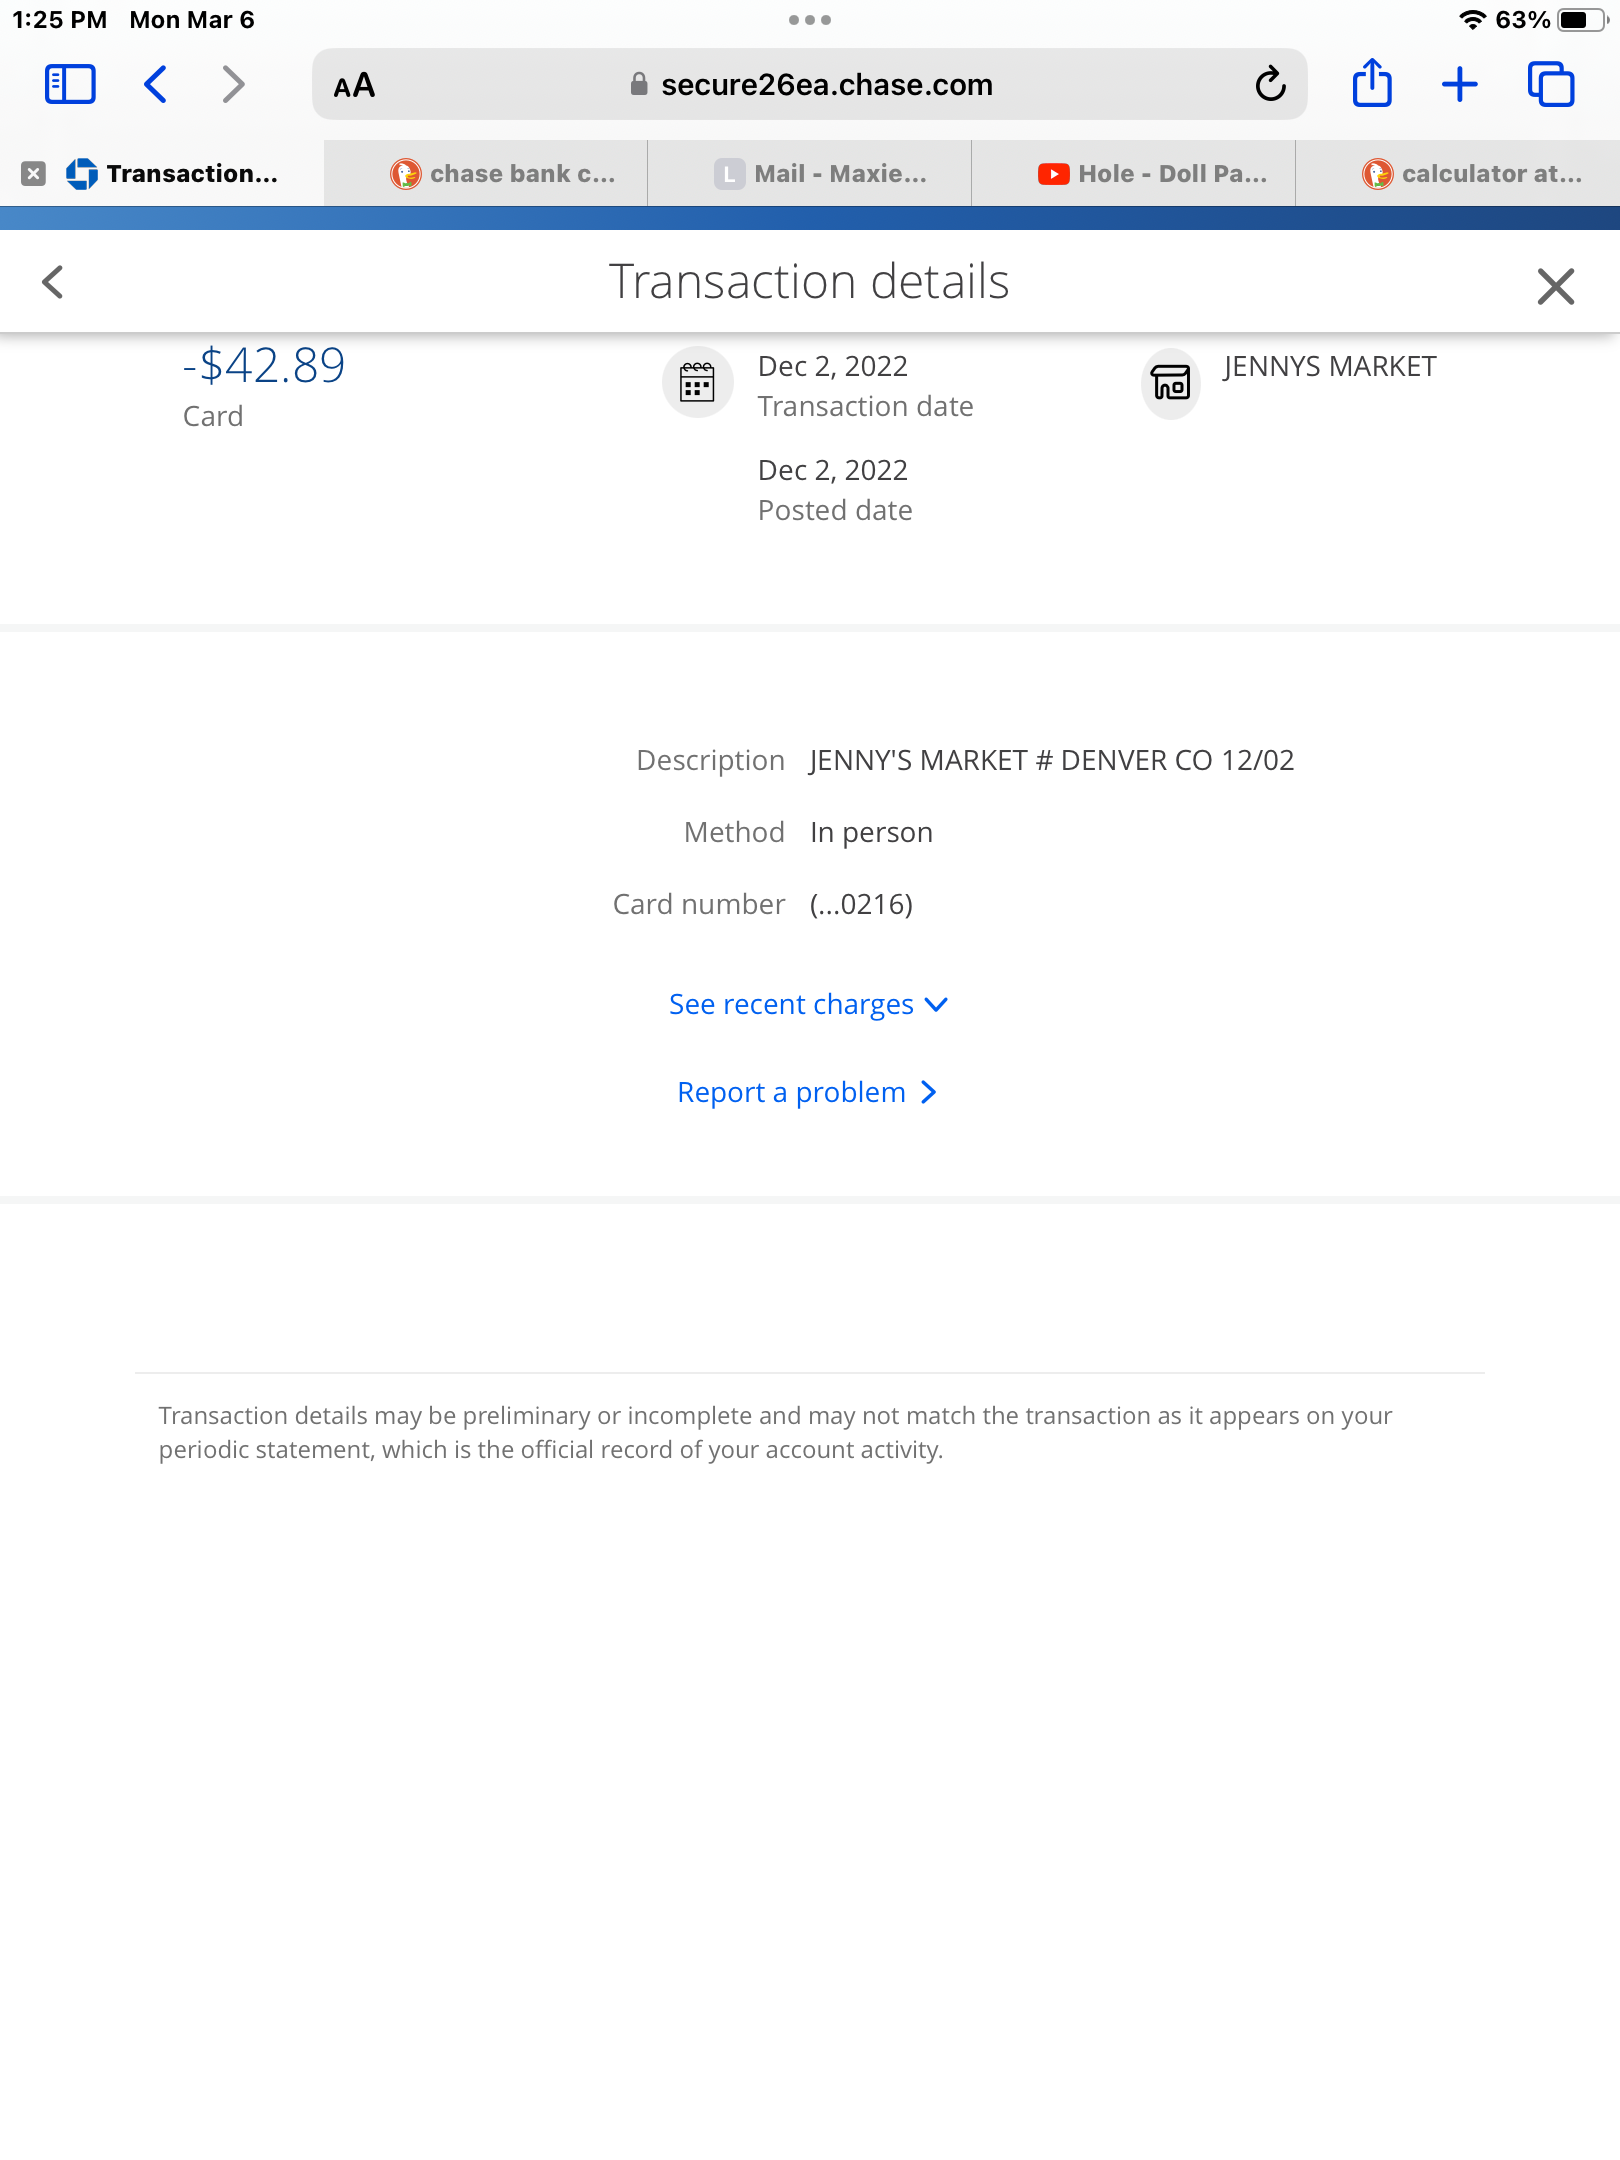 1:25 PM Mon Mar 6
63%
AA
secure26ea.chase.com
Transaction...
chase bank c...
L Mail - Maxie...
Hole - Doll Pa...
calculator at...
Transaction details
-$42.89
Card
Dec 2, 2022
Transaction date
Dec 2, 2022
Posted date
JENNYS MARKET
Description JENNY'S MARKET # DENVER CO 12/02
Method In person
Card number (...0216)
See recent charges
Report a problem
Transaction details may be preliminary or incomplete and may not match the transaction as it appears on your
periodic statement, which is the official record of your account activity.